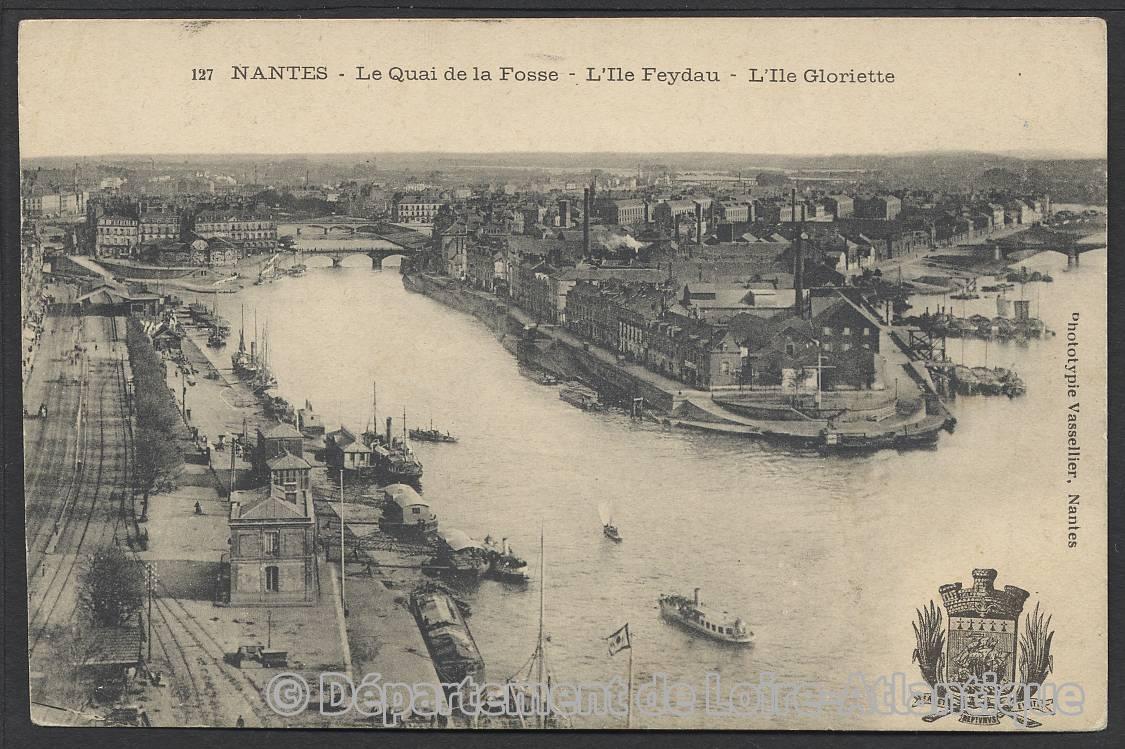 127 NANTES - Le Quai de la Fosse - L'Ile Feydau - L'Ile Gloriette
Phototypie Vassellier, Nantes
© Département de Loire-Atlantique